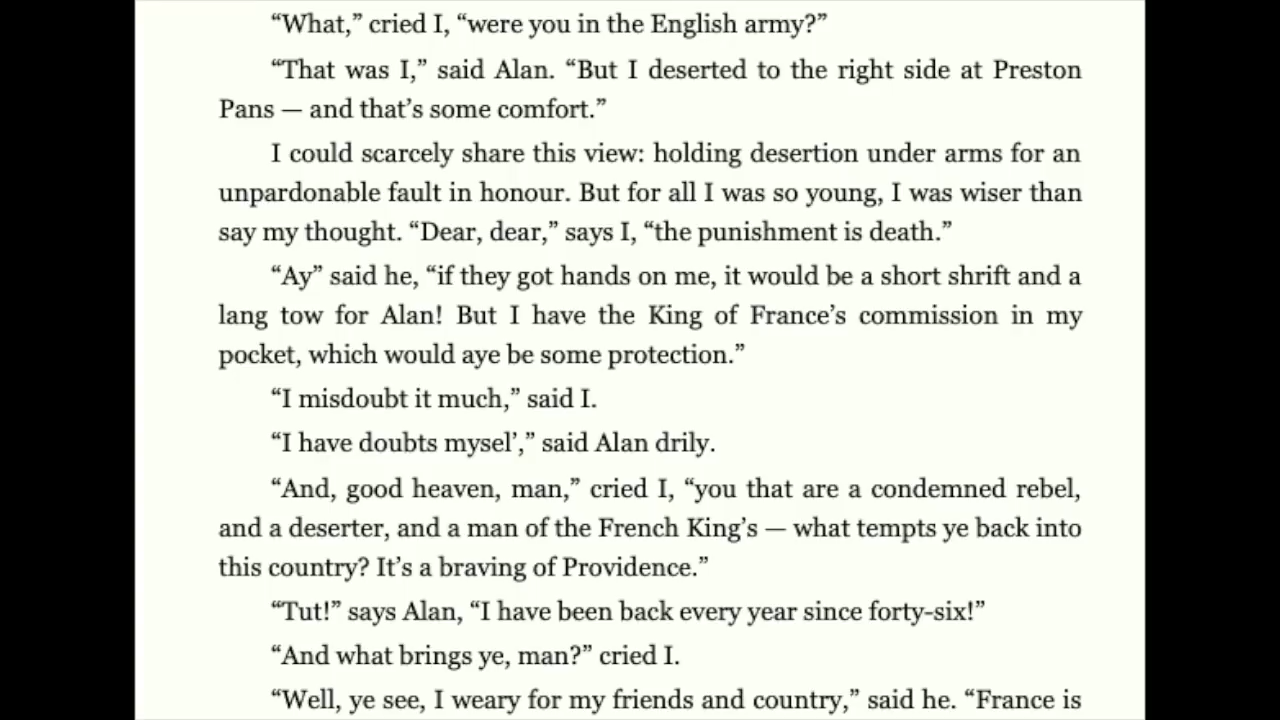 “What,” cried I, “were you in the English army?”
“That was I,” said Alan. “But I deserted to the right side at Preston
Pans — and that’s some comfort.”
I could scarcely share this view: holding desertion under arms for an
unpardonable fault in honour. But for all I was so young, I was wiser than
say my thought. “Dear, dear,” says I, “the punishment is death.”
“Ay” said he, “if they got hands on me, it would be a short shrift and a
lang tow for Alan! But I have the King of France’s commission in my
pocket, which would aye be some protection.”
“I misdoubt it much,” said I.
“I have doubts mysel’,” said Alan drily.
“And, good heaven, man,” cried I, “you that are a condemned rebel,
and a deserter, and a man of the French King’s — what tempts ye back into
this country? It’s a braving of Providence.”
“Tut!” says Alan, “I have been back every year since forty-six!”
“And what brings ye, man?” cried I.
“Well, ye see, I weary for my friends and country,” said he. “France is